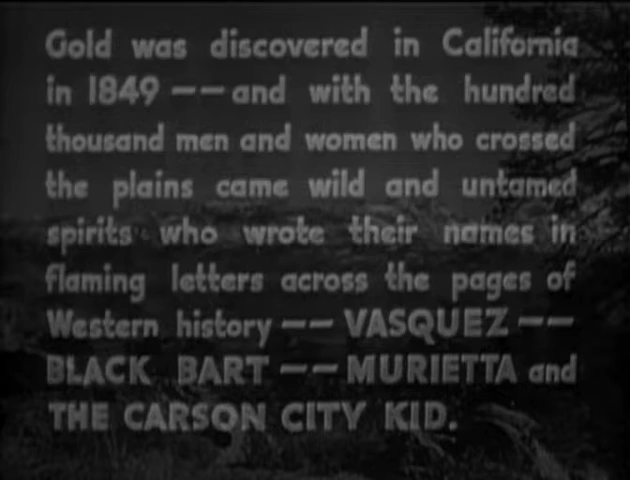 Gold was discovered in California
in 1849 -- and with the hundred
thousand men and women who crossed
the plains came wild and untamed
spirits who wrote their names in
flaming letters across the pages of
Western history -- VASQUEZ --
BLACK BART -- MURIETTA and
THE CARSON CITY KID.